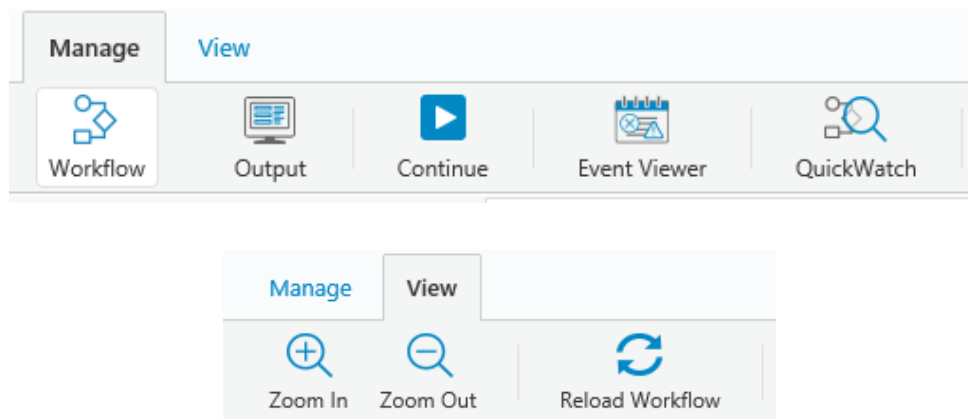 Manage View
Workflow Output Continue Event Viewer QuickWatch
Manage View
Zoom In Zoom Out Reload Workflow